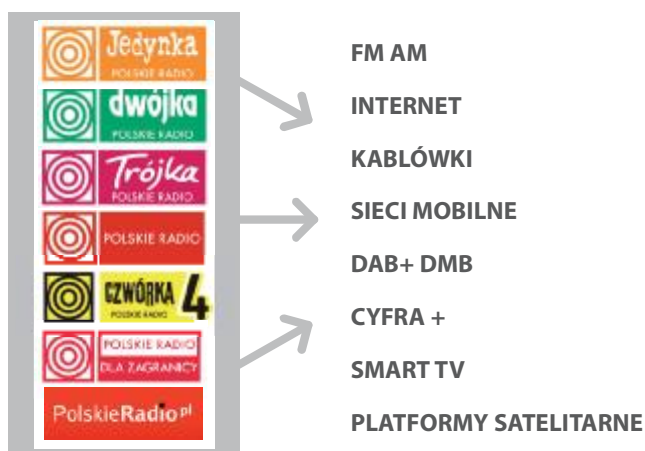 Jedynka
POLSKIE RADIO
dwójka
POLSKIE RADIO
Trójka
POLSKIE RADIO
POLSKIE RADIO
CZWÓRKA 4
POLSKIE RADIO
POLSKIE RADIO
DLA ZAGRANICY
PolskieRadio.pl
FM AM
INTERNET
KABLÓWKI
SIECI MOBILNE
DAB+ DMB
CYFRA +
SMART TV
PLATFORMY SATELITARNE